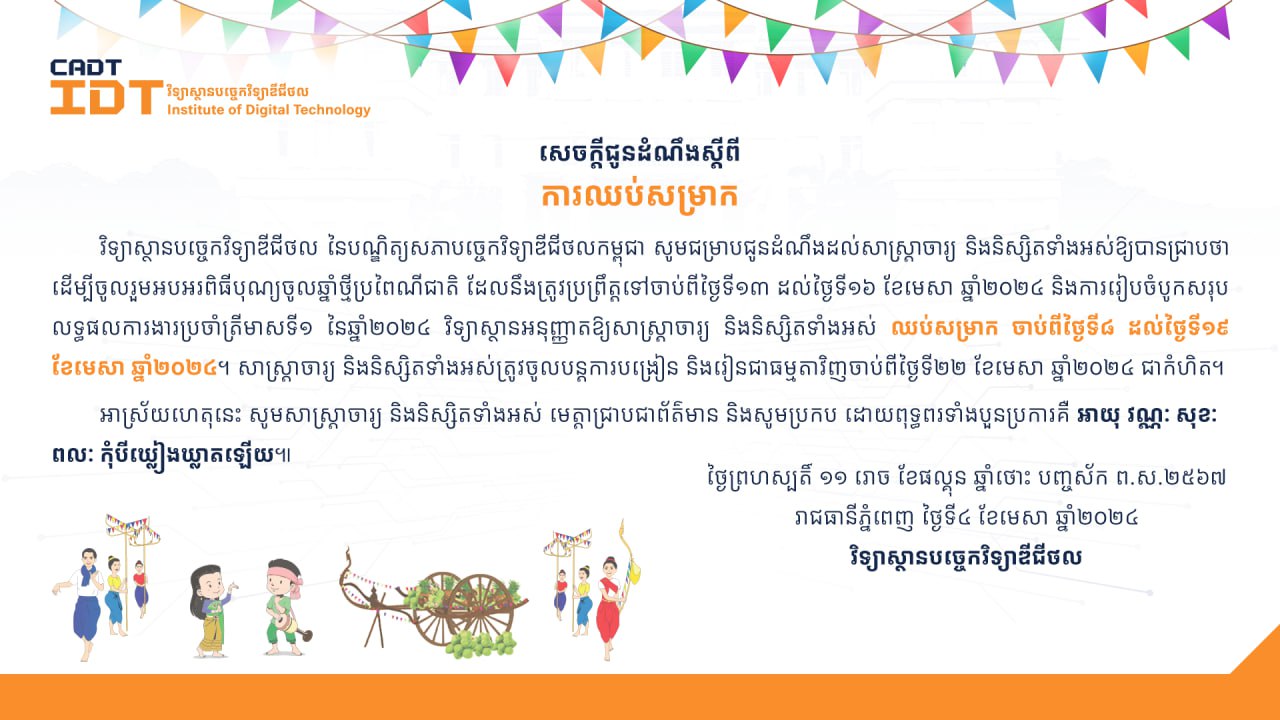 CADT
IDT
វិទ្យាស្ថានបច្ចេកវិទ្យាឌីជីថល
Institute of Digital Technology
សេចក្តីជូនដំណឹងស្តីពី
ការឈប់សម្រាក
វិទ្យាស្ថានបច្ចេកវិទ្យាឌីជីថល នៃបណ្ឌិត្យសភាបច្ចេកវិទ្យាឌីជីថលកម្ពុជា សូមជម្រាបជូនដំណឹងដល់សាស្ត្រាចារ្យ និងនិស្សិតទាំងអស់ឱ្យបានជ្រាបថា
ដើម្បីចូលរួមអបអរពិធីបុណ្យចូលឆ្នាំថ្មីប្រពៃណីជាតិ ដែលនឹងត្រូវប្រព្រឹត្តទៅចាប់ពីថ្ងៃទី១៣ ដល់ថ្ងៃទី១៦ ខែមេសា ឆ្នាំ២០២៤ និងការរៀបចំបូកសរុប
លទ្ធផលការងារប្រចាំត្រីមាសទី១ នៃឆ្នាំ២០២៤ វិទ្យាស្ថានអនុញ្ញាតឱ្យសាស្ត្រាចារ្យ និងនិស្សិតទាំងអស់ ឈប់សម្រាក ចាប់ពីថ្ងៃទី៨ ដល់ថ្ងៃទី១៩
ខែមេសា ឆ្នាំ២០២៤។ សាស្ត្រាចារ្យ និងនិស្សិតទាំងអស់ត្រូវចូលបន្តការបង្រៀន និងរៀនជាធម្មតាវិញចាប់ពីថ្ងៃទី២២ ខែមេសា ឆ្នាំ២០២៤ ជាកំហិត។
អាស្រ័យហេតុនេះ សូមសាស្ត្រាចារ្យ និងនិស្សិតទាំងអស់ មេត្តាជ្រាបជាព័ត៌មាន និងសូមប្រកប ដោយពុទ្ធពរទាំងបួនប្រការគឺ អាយុ វណ្ណៈ សុខៈ
ពលៈ កុំបីឃ្លៀងឃ្លាតឡើយ៕
ថ្ងៃព្រហស្បតិ៍ ១១ រោច ខែផល្គុន ឆ្នាំថោះ បញ្ចស័ក ព.ស.២៥៦៧
រាជធានីភ្នំពេញ ថ្ងៃទី៤ ខែមេសា ឆ្នាំ២០២៤
វិទ្យាស្ថានបច្ចេកវិទ្យាឌីជីថល